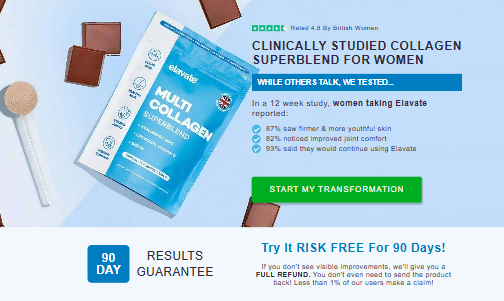 Rated 4.8 By British Women
CLINICALLY STUDIED COLLAGEN
SUPERBLEND FOR WOMEN
WHILE OTHERS TALK, WE TESTED...
In a 12 week study, women taking Elavate
reported:
87% saw firmer & more youthful skin
82% noticed improved joint comfort
93% said they would continue using Elavate
START MY TRANSFORMATION
elavate
MULTI
COLLAGEN
SUPERBLEND
90
DAY
RESULTS
GUARANTEE
Try It RISK FREE For 90 Days!
If you don't see visible improvements, we'll give you a
FULL REFUND. You don't even need to send the product
back! Less than 1% of our users make a claim!